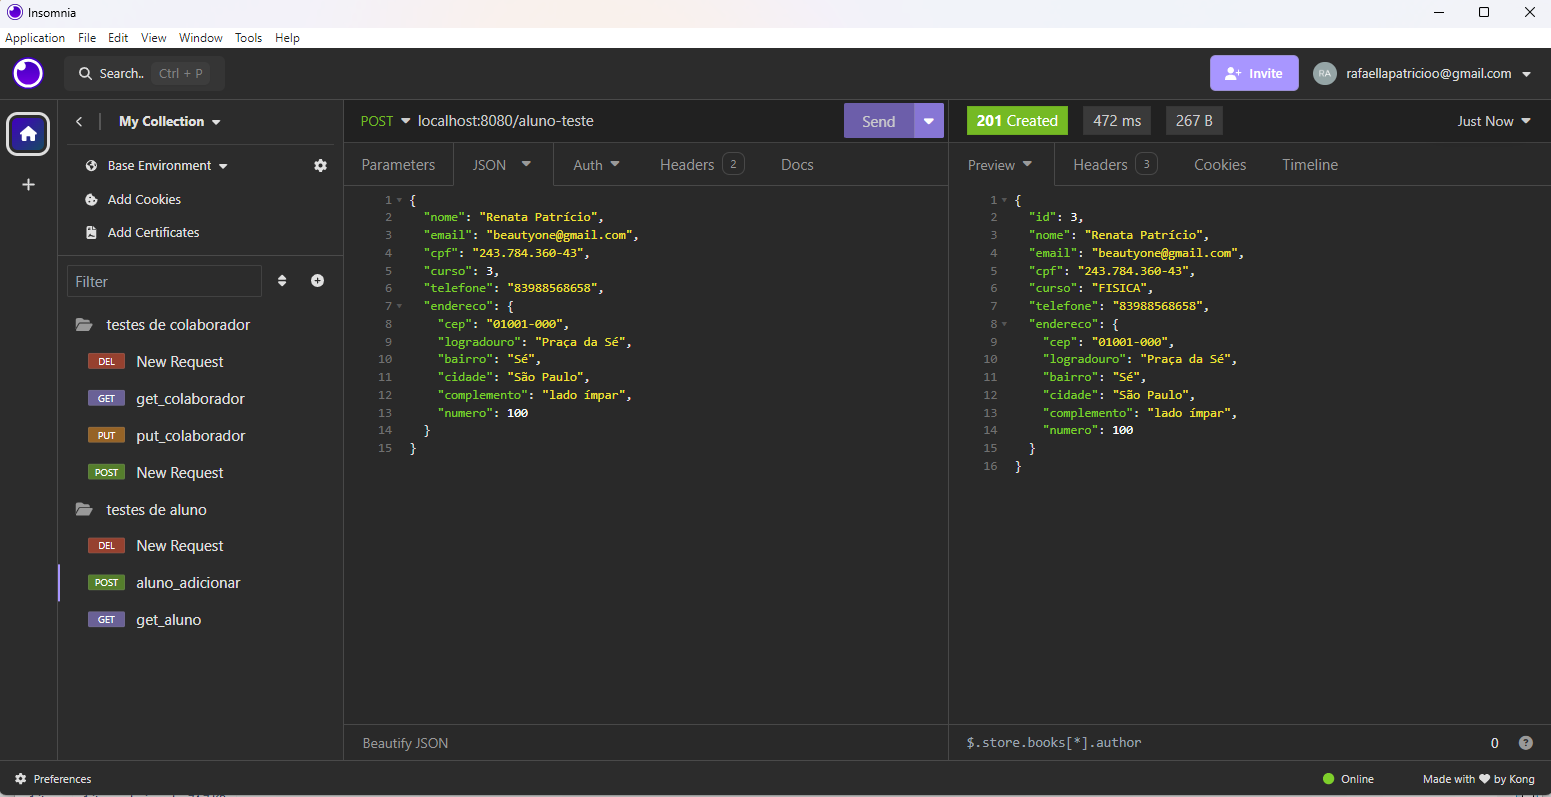 Insomnia
Application File Edit View Window Tools Help
Search.. Ctrl + P
Invite
RA
rafaellapatricioo@gmail.com
My Collection
Base Environment
Add Cookies
Add Certificates
Filter
testes de colaborador
DEL New Request
GET get_colaborador
PUT put_colaborador
POST New Request
testes de aluno
DEL New Request
POST aluno_adicionar
GET get_aluno
POST localhost:8080/aluno-teste
Send
Parameters JSON Auth Headers 2 Docs
1 {
2 "nome": "Renata Patrício",
3 "email": "beautyone@gmail.com",
4 "cpf": "243.784.360-43",
5 "curso": 3,
6 "telefone": "83988568658",
7 "endereco": {
8 "cep": "01001-000",
9 "logradouro": "Praça da Sé",
10 "bairro": "Sé",
11 "cidade": "São Paulo",
12 "complemento": "lado ímpar",
13 "numero": 100
14 }
15 }
Beautify JSON
201 Created 472 ms 267 B Just Now
Preview Headers 3 Cookies Timeline
1 {
2 "id": 3,
3 "nome": "Renata Patrício",
4 "email": "beautyone@gmail.com",
5 "cpf": "243.784.360-43",
6 "curso": "FISICA",
7 "telefone": "83988568658",
8 "endereco": {
9 "cep": "01001-000",
10 "logradouro": "Praça da Sé",
11 "bairro": "Sé",
12 "cidade": "São Paulo",
13 "complemento": "lado ímpar",
14 "numero": 100
15 }
16 }
$.store.books[*].author 0 ?
Preferences
Online
Made with ❤ by Kong